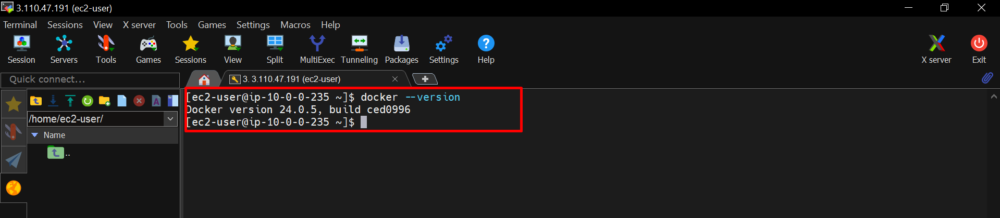 3.110.47.191 (ec2-user)
Terminal Sessions View X server Tools Games Settings Macros Help
Session Servers Tools Games Sessions View Split MultiExec Tunneling Packages Settings Help X server Exit
Quick connect...
3. 3.110.47.191 (ec2-user)
[ec2-user@ip-10-0-0-235 ~]$ docker --version
Docker version 24.0.5, build ced0996
[ec2-user@ip-10-0-0-235 ~]$
/home/ec2-user/
Name
..